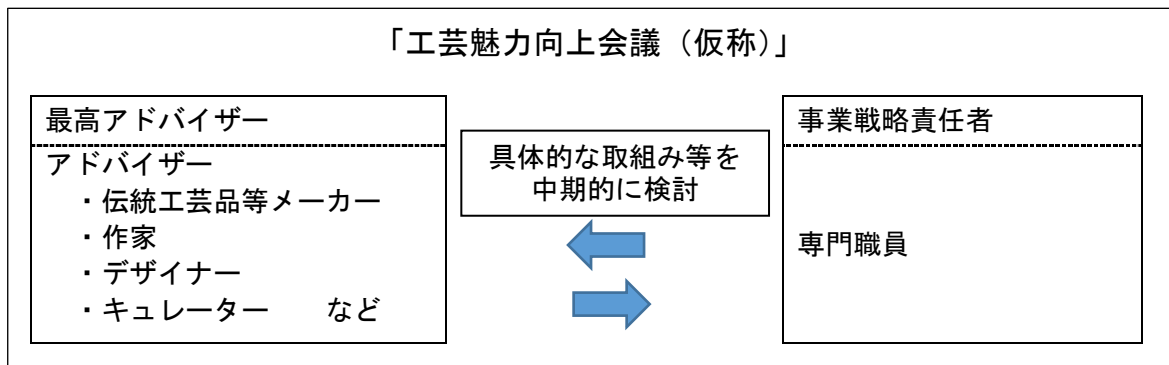 「工芸魅力向上会議（仮称）」
最高アドバイザー
アドバイザー
・伝統工芸品等メーカー
・作家
・デザイナー
・キュレーター　　など
具体的な取組み等を
中期的に検討
事業戦略責任者
専門職員